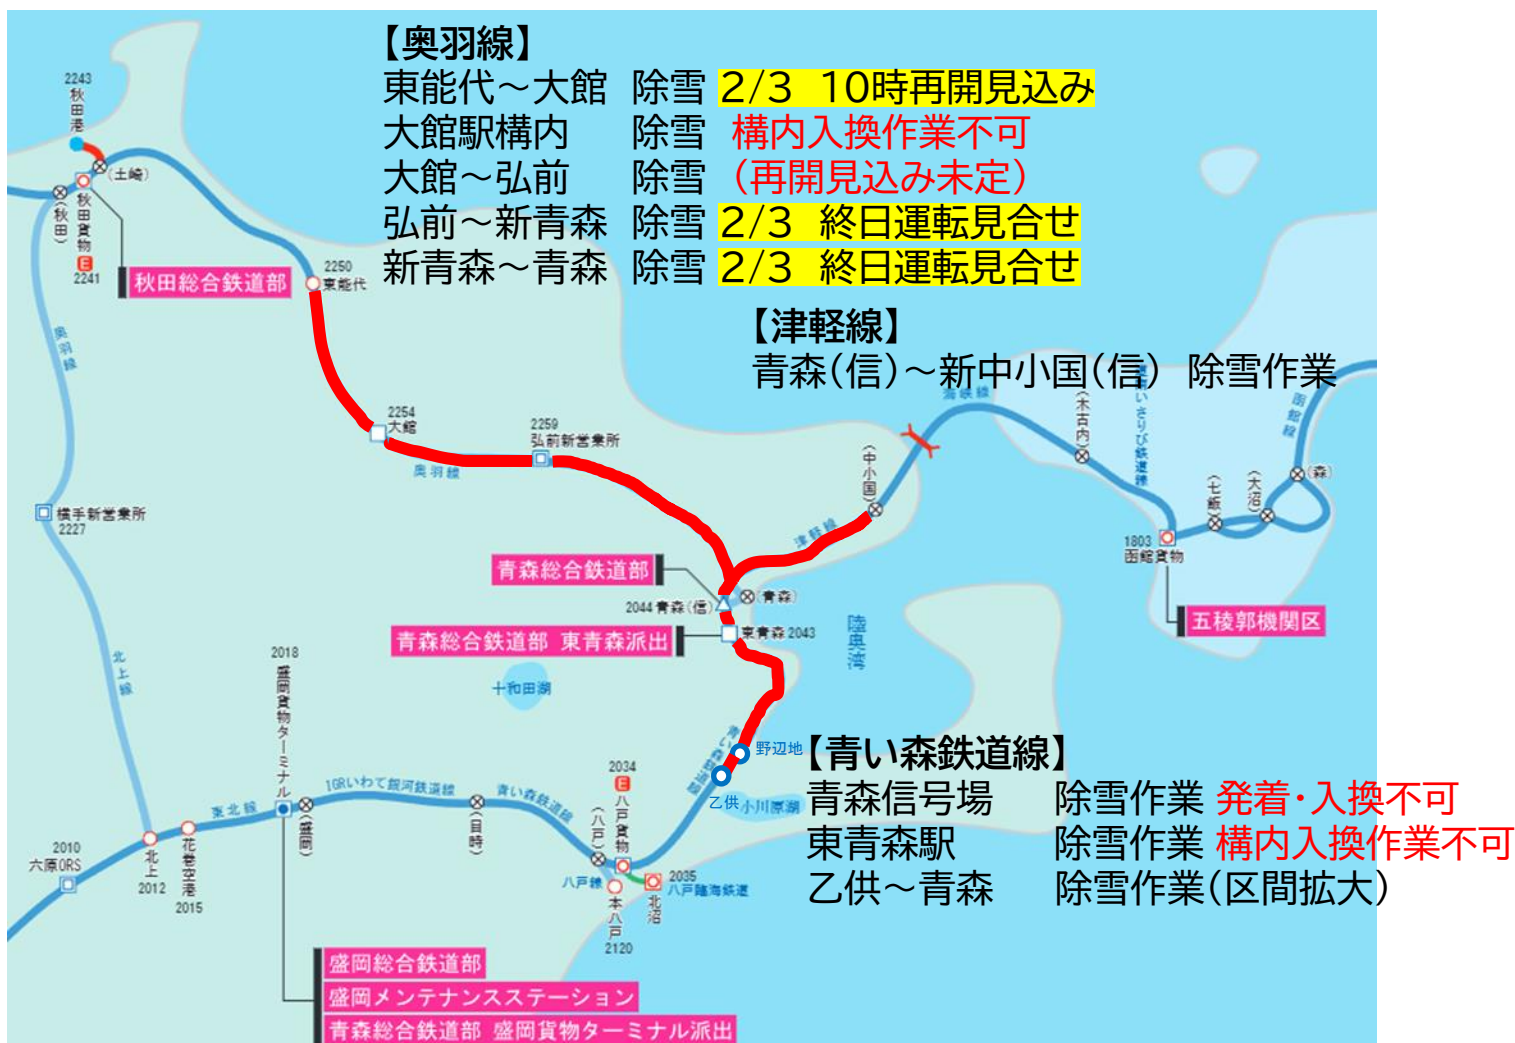 【奥羽線】
東能代～大館 除雪 2/3 10時再開見込み
大館駅構内 除雪 構内入換作業不可
大館～弘前 除雪 (再開見込み未定)
弘前～新青森 除雪 2/3 終日運転見合せ
新青森～青森 除雪 2/3 終日運転見合せ
【津軽線】
青森(信)～新中小国(信) 除雪作業
2243
秋田港
(土崎)
(秋田)
秋田貨物
E
2241
秋田総合鉄道部
2250
東能代
奥羽線
2254
大館
2259
弘前新営業所
奥羽線
横手新営業所
2227
(中小国)
津軽線
海峡線
(木古内)
道南いさりび鉄道線
函館線
(七飯)
(大沼)
(森)
1803
函館貨物
五稜郭機関区
青森総合鉄道部
2044 青森(信)
(青森)
青森総合鉄道部 東青森派出
東青森 2043
陸奥湾
十和田湖
北上線
2018
盛岡貨物ターミナル
青い森鉄道線
野辺地
乙供
小川原湖
【青い森鉄道線】
青森信号場 除雪作業 発着・入換不可
東青森駅 除雪作業 構内入換作業不可
乙供～青森 除雪作業(区間拡大)
2010
六原ORS
北上
2012
花巻空港
2015
東北線
(盛岡)
IGRいわて銀河鉄道線
(目時)
青い森鉄道線
(八戸)
2034
E
八戸貨物
八戸線
本八戸
2120
2035
八戸臨海鉄道
北沼
盛岡総合鉄道部
盛岡メンテナンスステーション
青森総合鉄道部 盛岡貨物ターミナル派出